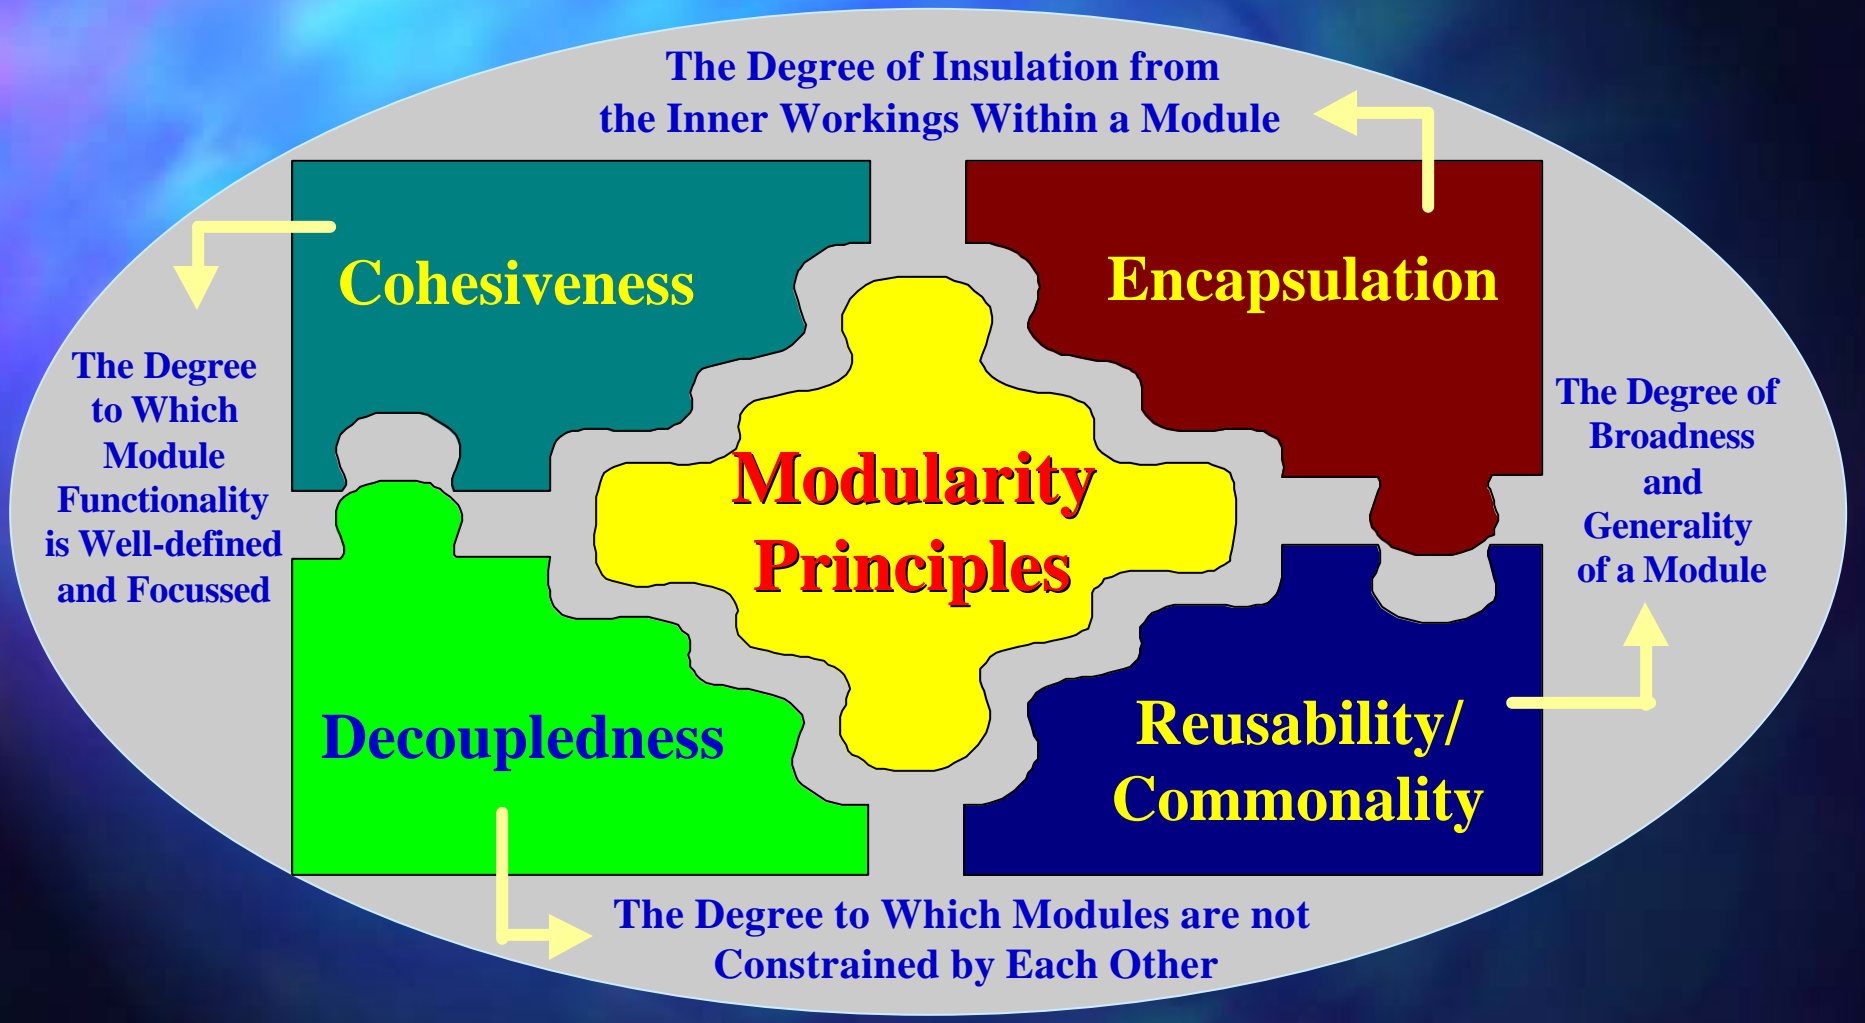 The Degree of Insulation from
the Inner Workings Within a Module
Cohesiveness
Encapsulation
The Degree
to Which
Module
Functionality
is Well-defined
and Focussed
Modularity
Principles
The Degree of
Broadness
and
Generality
of a Module
Decoupledness
Reusability/
Commonality
The Degree to Which Modules are not
Constrained by Each Other